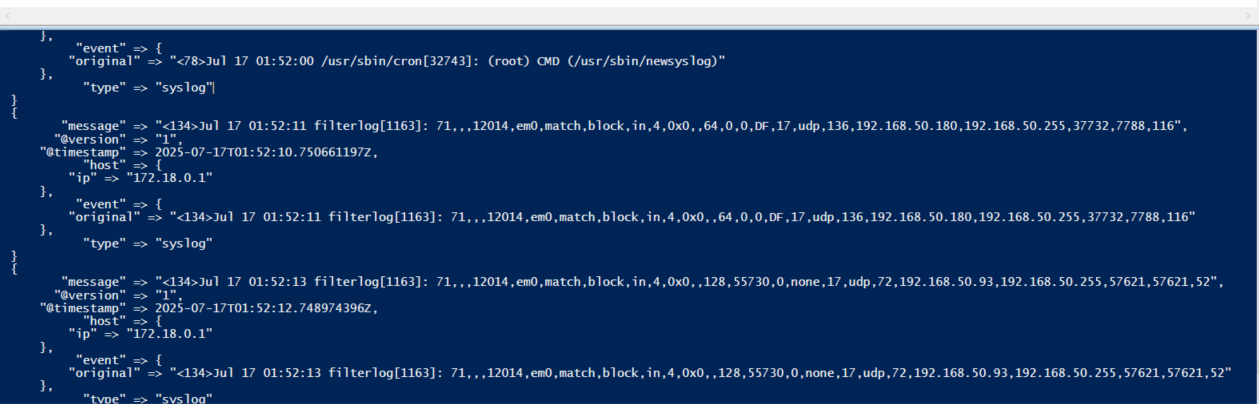 },
"event" => {
"original" => "<78>Jul 17 01:52:00 /usr/sbin/cron[32743]: (root) CMD (/usr/sbin/newsyslog)"
},
"type" => "syslog"
}
{
"message" => "<134>Jul 17 01:52:11 filterlog[1163]: 71,,,12014,em0,match,block,in,4,0x0,,64,0,0,DF,17,udp,136,192.168.50.180,192.168.50.255,37732,7788,116",
"@version" => "1",
"@timestamp" => 2025-07-17T01:52:10.750661197Z,
"host" => {
"ip" => "172.18.0.1"
},
"event" => {
"original" => "<134>Jul 17 01:52:11 filterlog[1163]: 71,,,12014,em0,match,block,in,4,0x0,,64,0,0,DF,17,udp,136,192.168.50.180,192.168.50.255,37732,7788,116"
},
"type" => "syslog"
}
{
"message" => "<134>Jul 17 01:52:13 filterlog[1163]: 71,,,12014,em0,match,block,in,4,0x0,,128,55730,0,none,17,udp,72,192.168.50.93,192.168.50.255,57621,57621,52",
"@version" => "1",
"@timestamp" => 2025-07-17T01:52:12.748974396Z,
"host" => {
"ip" => "172.18.0.1"
},
"event" => {
"original" => "<134>Jul 17 01:52:13 filterlog[1163]: 71,,,12014,em0,match,block,in,4,0x0,,128,55730,0,none,17,udp,72,192.168.50.93,192.168.50.255,57621,57621,52"
},
"type" => "syslog"